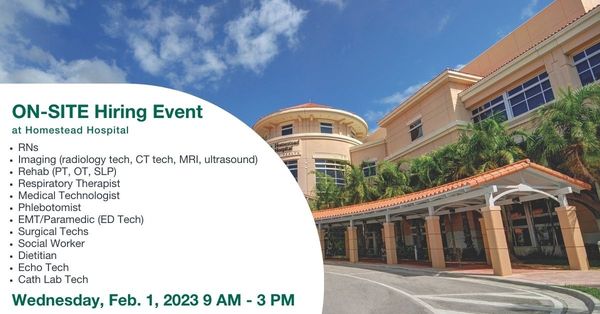 ON-SITE Hiring Event
at Homestead Hospital
• RNs
• Imaging (radiology tech, CT tech, MRI, ultrasound)
• Rehab (PT, OT, SLP)
• Respiratory Therapist
• Medical Technologist
• Phlebotomist
• EMT/Paramedic (ED Tech)
• Surgical Techs
• Social Worker
• Dietitian
• Echo Tech
• Cath Lab Tech
Wednesday, Feb. 1, 2023 9 AM - 3 PM
Homestead
Hospital